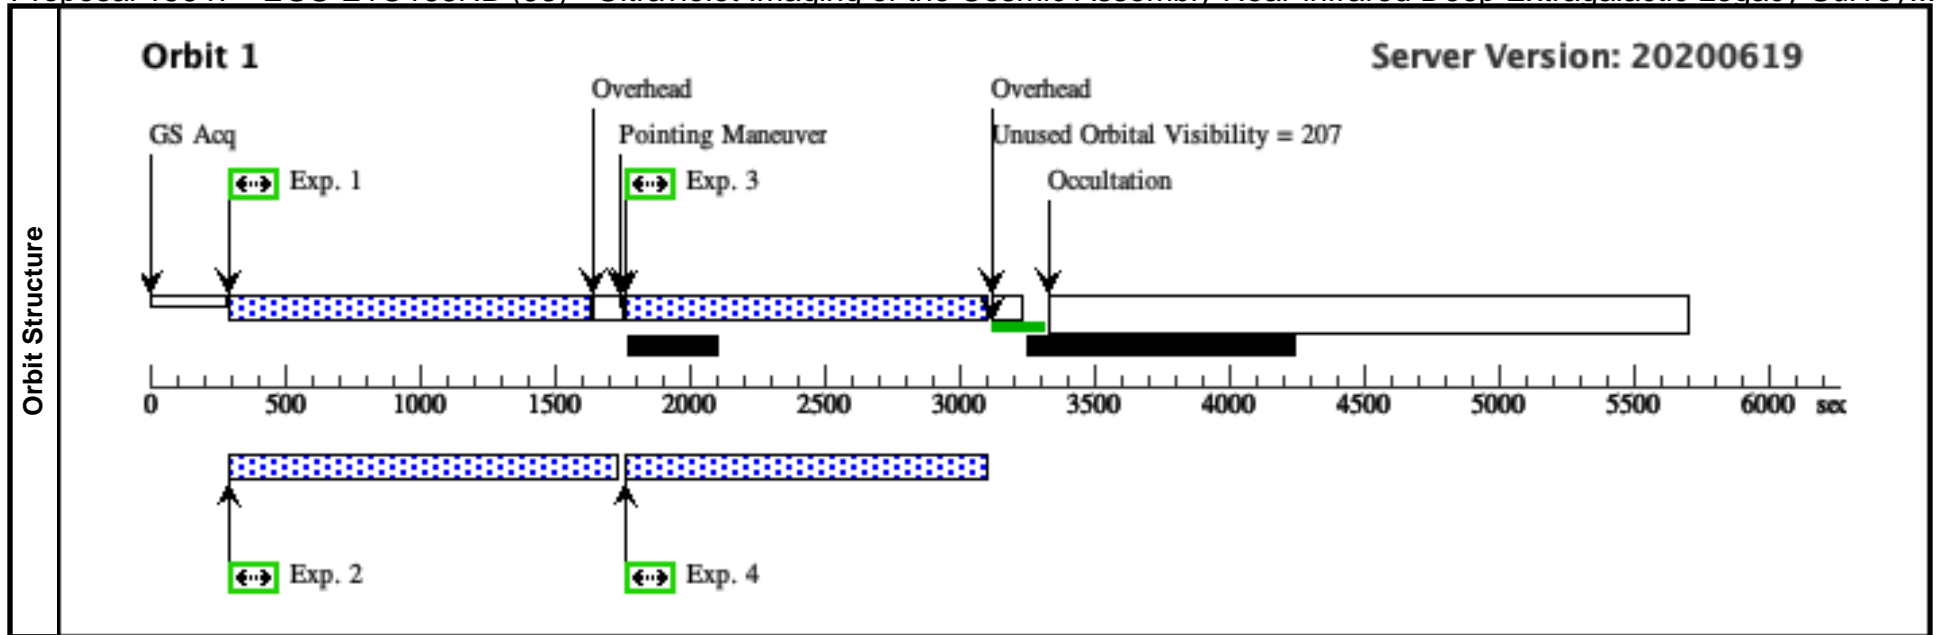 Orbit 1
Server Version: 20200619
Overhead
Overhead
GS Acq
Pointing Maneuver
Unused Orbital Visibility = 207
Exp. 1
Exp. 3
Occultation
Orbit Structure
0 500 1000 1500 2000 2500 3000 3500 4000 4500 5000 5500 6000 sec
Exp. 2
Exp. 4